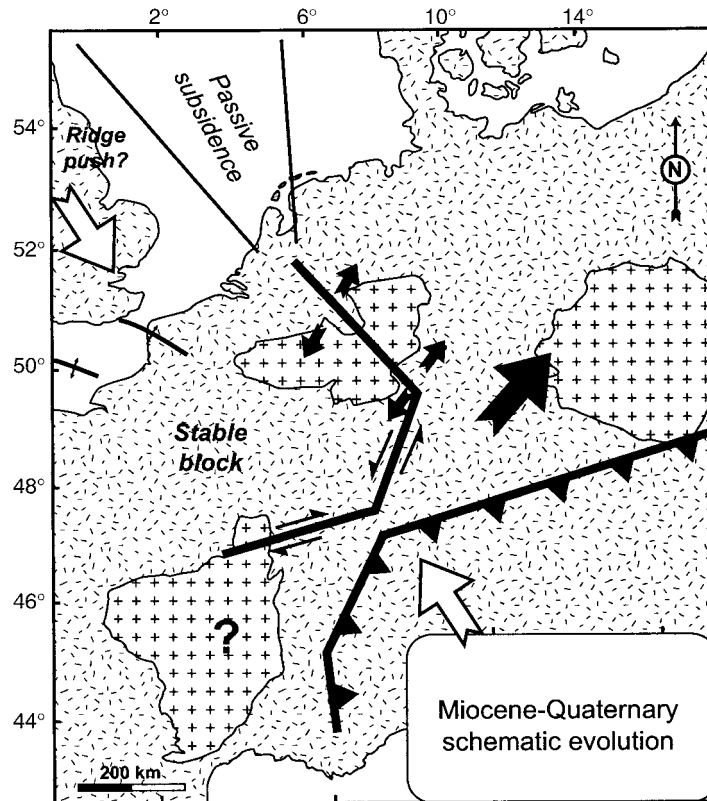 2° 6° 10° 14°
54°
52°
50°
48°
46°
44°
Passive
subsidence
Ridge
push?
N
Stable
block
?
Miocene-Quaternary
schematic evolution
200 km